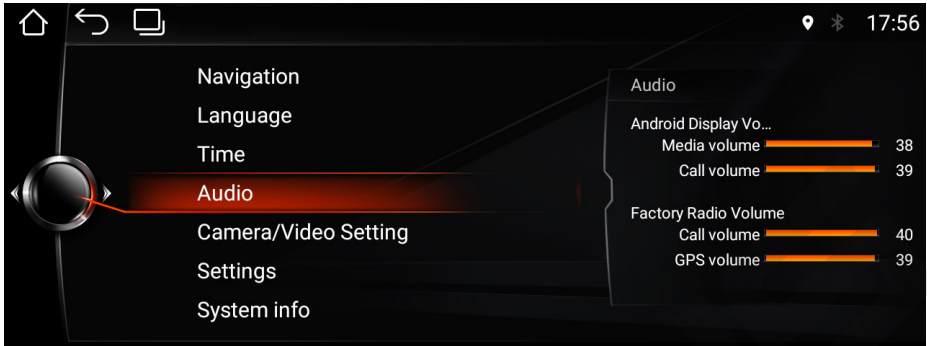 17:56
Navigation
Language
Time
Audio
Camera/Video Setting
Settings
System info
Audio
Android Display Vo...
Media volume 38
Call volume 39
Factory Radio Volume
Call volume 40
GPS volume 39